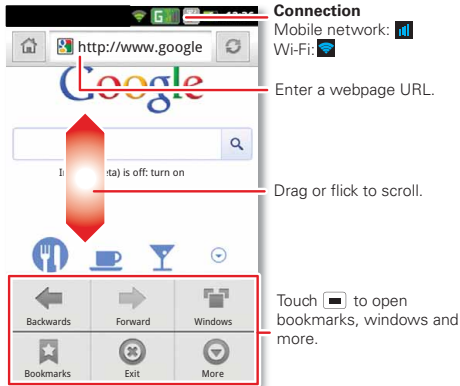 Connection
Mobile network:
Wi-Fi:
G
http://www.google
Enter a webpage URL.
Google
eta) is off: turn on
Drag or flick to scroll.
Backwards
Forward
Windows
Bookmarks
Exit
More
Touch to open
bookmarks, windows and
more.